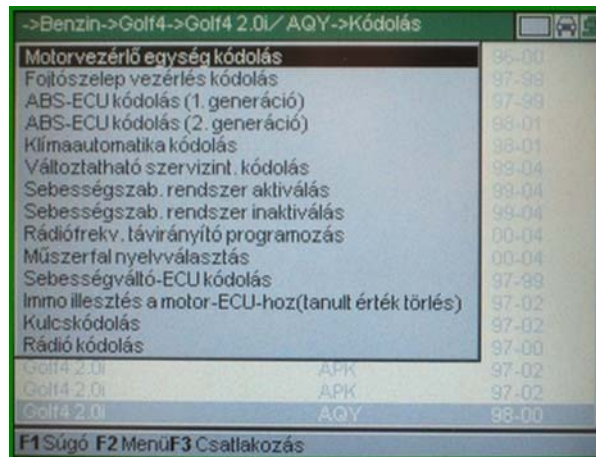 ->Benzin->Golf4->Golf4 2.0i/AQY->Kódolás
Motorvezérlő egység kódolás 96-00
Fojtószelep vezérlés kódolás 97-99
ABS-ECU kódolás (1. generáció) 97-99
ABS-ECU kódolás (2. generáció) 98-01
Klímaautomatika kódolás 98-01
Változtatható szervizint. kódolás 99-04
Sebességszab. rendszer aktiválás 99-04
Sebességszab. rendszer inaktiválás 99-04
Rádiófrekv. távirányító programozás 00-04
Műszerfal nyelvválasztás 00-04
Sebességváltó-ECU kódolás 97-99
Immo illesztés a motor-ECU-hoz(tanult érték törlés) 97-02
Kulcskódolás 97-02
Rádió kódolás 97-00
Golf4 2.0i APK 97-02
Golf4 2.0i APK 97-02
Golf4 2.0i AQY 98-00
F1 Súgó F2 Menü F3 Csatlakozás